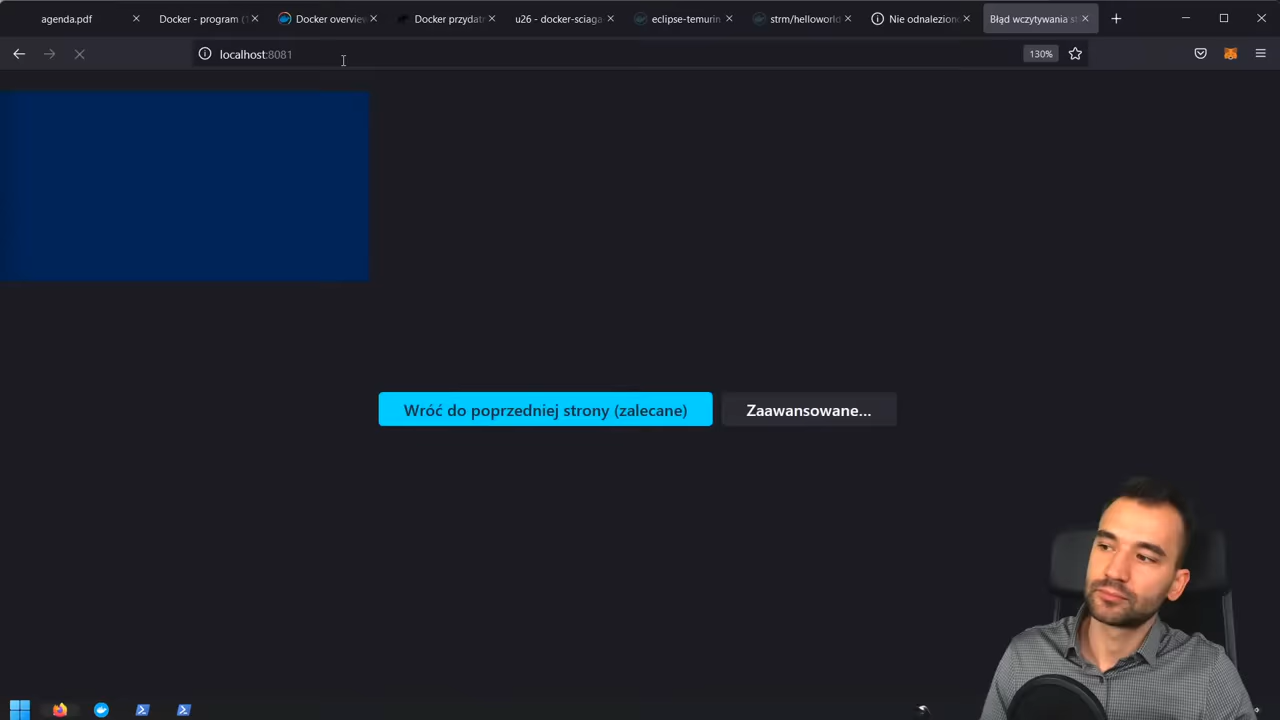 agenda.pdf
Docker - program (1
Docker overview
Docker przydatn
u26 - docker-sciaga
eclipse-temurin
strm/helloworld
Nie odnaleziono
Błąd wczytywania st
localhost:8081
130%
Wróć do poprzedniej strony (zalecane)
Zaawansowane...